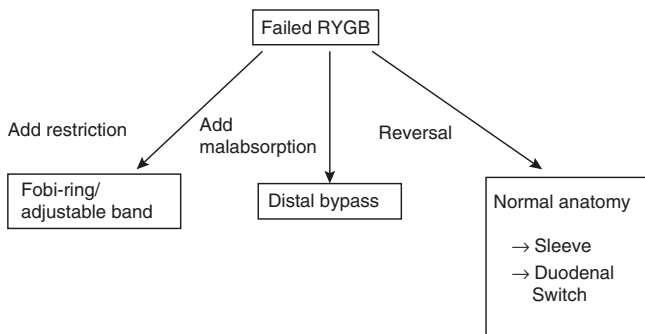 Failed RYGB
Add restriction
Add
malabsorption
Reversal
Fobi-ring/
adjustable band
Distal bypass
Normal anatomy
→ Sleeve
→ Duodenal
Switch